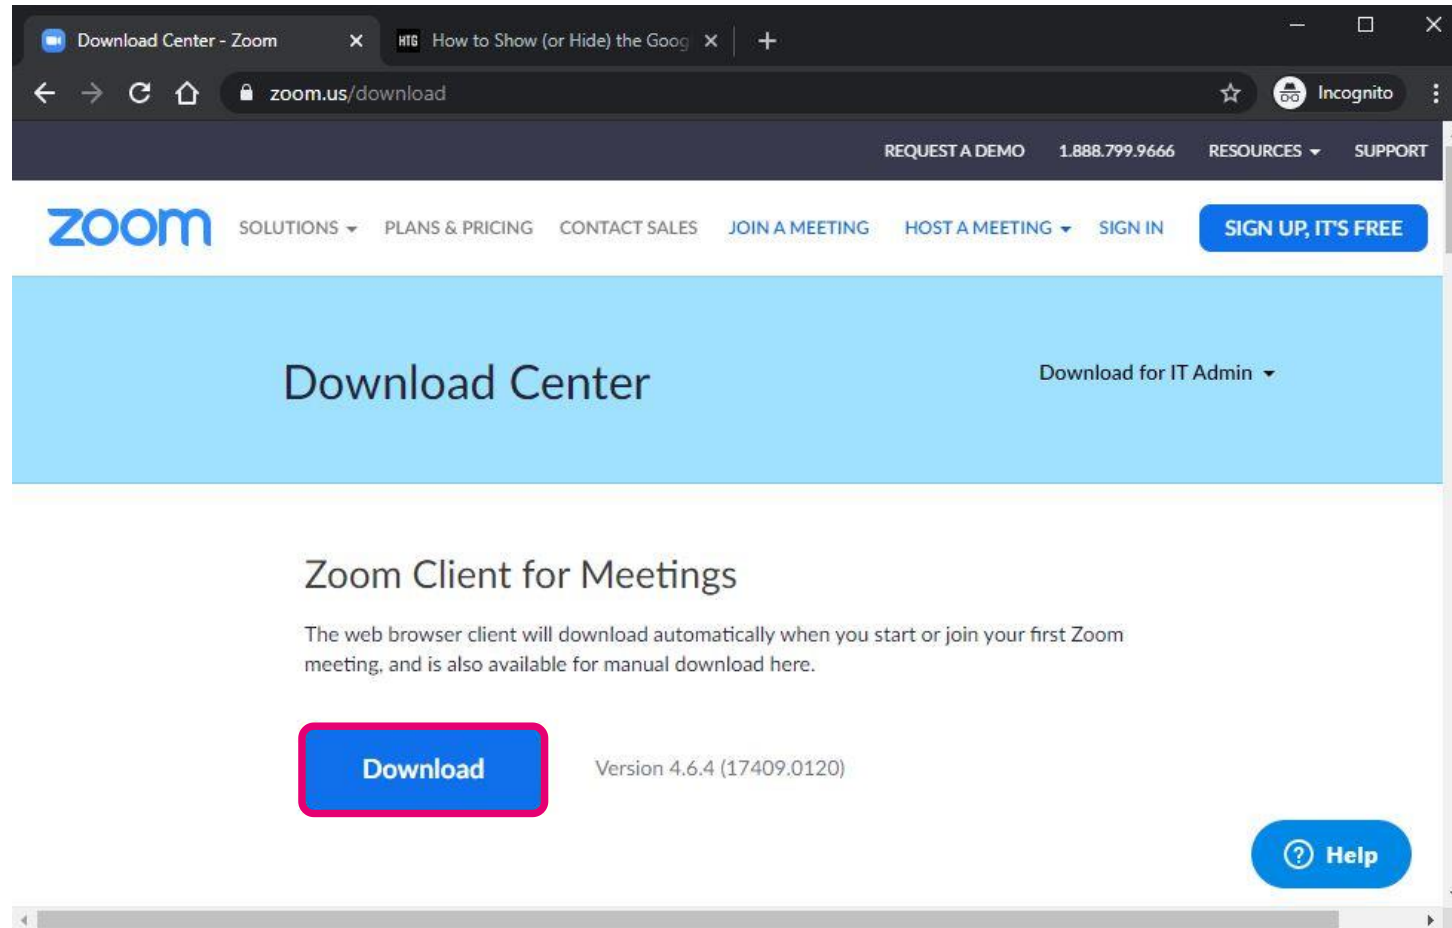 Download Center - Zoom
HTG How to Show (or Hide) the Goog
zoom.us/download
Incognito
REQUEST A DEMO 1.888.799.9666 RESOURCES SUPPORT
zoom SOLUTIONS PLANS & PRICING CONTACT SALES JOIN A MEETING HOST A MEETING SIGN IN SIGN UP, IT'S FREE
Download Center
Download for IT Admin
Zoom Client for Meetings
The web browser client will download automatically when you start or join your first Zoom
meeting, and is also available for manual download here.
Download
Version 4.6.4 (17409.0120)
? Help